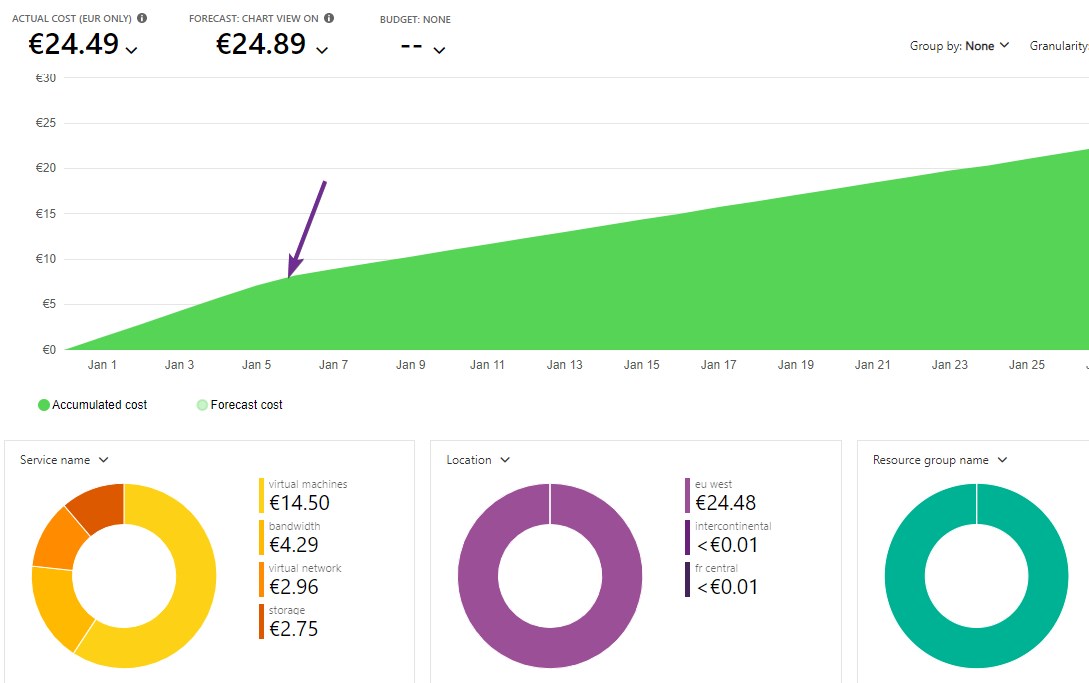 ACTUAL COST (EUR ONLY)
€24.49
FORECAST: CHART VIEW ON
€24.89
BUDGET: NONE
--
Group by: None
Granularity
€30
€25
€20
€15
€10
€5
€0
Jan 1 Jan 3 Jan 5 Jan 7 Jan 9 Jan 11 Jan 13 Jan 15 Jan 17 Jan 19 Jan 21 Jan 23 Jan 25
Accumulated cost Forecast cost
Service name
virtual machines
€14.50
bandwidth
€4.29
virtual network
€2.96
storage
€2.75
Location
eu west
€24.48
intercontinental
<€0.01
fr central
<€0.01
Resource group name